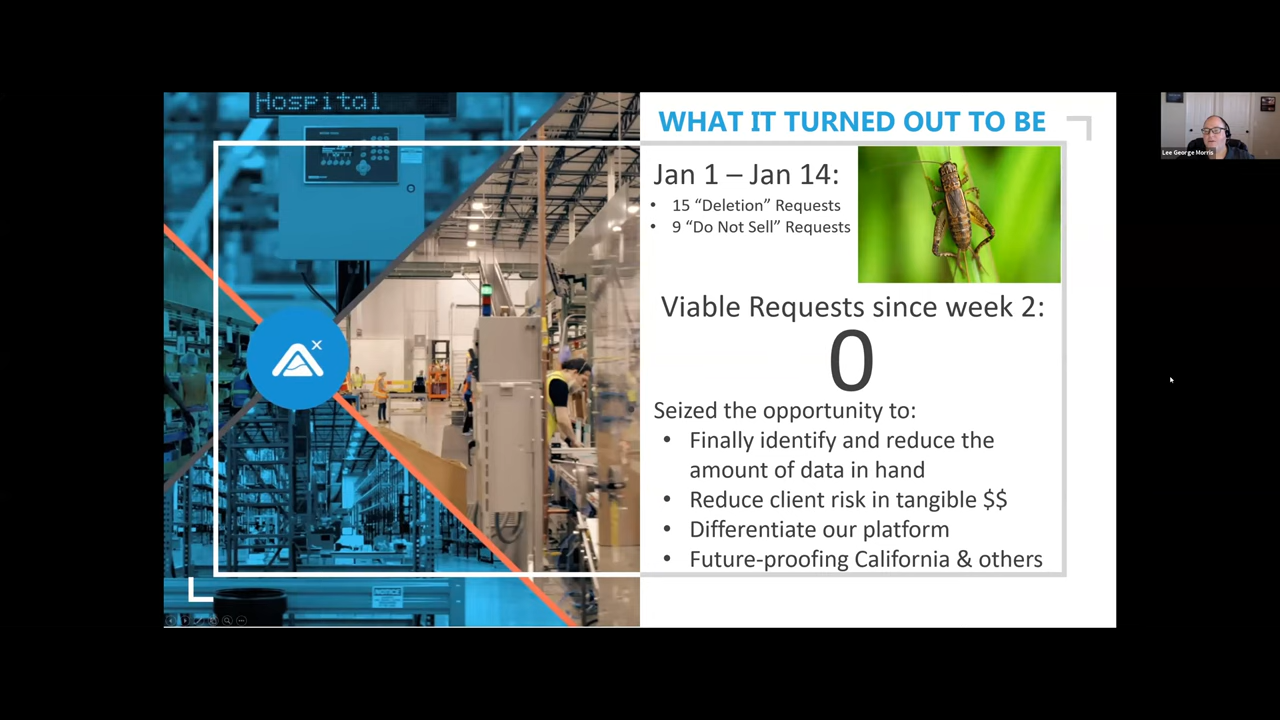 Hospital
WHAT IT TURNED OUT TO BE
Jan 1 – Jan 14:
• 15 “Deletion” Requests
• 9 “Do Not Sell” Requests
Viable Requests since week 2:
0
Seized the opportunity to:
• Finally identify and reduce the
amount of data in hand
• Reduce client risk in tangible $$
• Differentiate our platform
• Future-proofing California & others
NOTICE
Lee George Morris
X